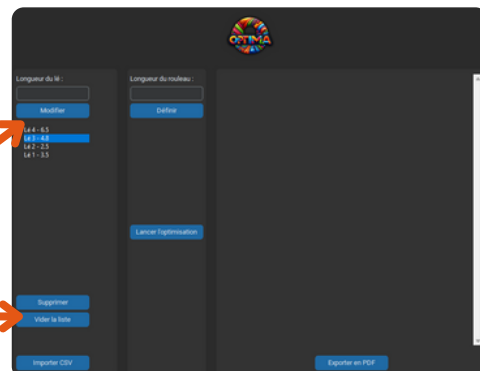 OPTIMA
Longueur du lé :
Modifier
Lé 4 - 6.5
Lé 3 - 4.8
Lé 2 - 2.5
Lé 1 - 3.5
Supprimer
Vider la liste
Importer CSV
Longueur du rouleau :
Définir
Lancer l'optimisation
Exporter en PDF